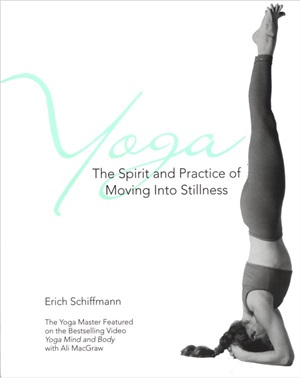 Yoga
The Spirit and Practice of
Moving Into Stillness
Erich Schiffmann
The Yoga Master Featured
on the Bestselling Video
Yoga Mind and Body
with Ali MacGraw